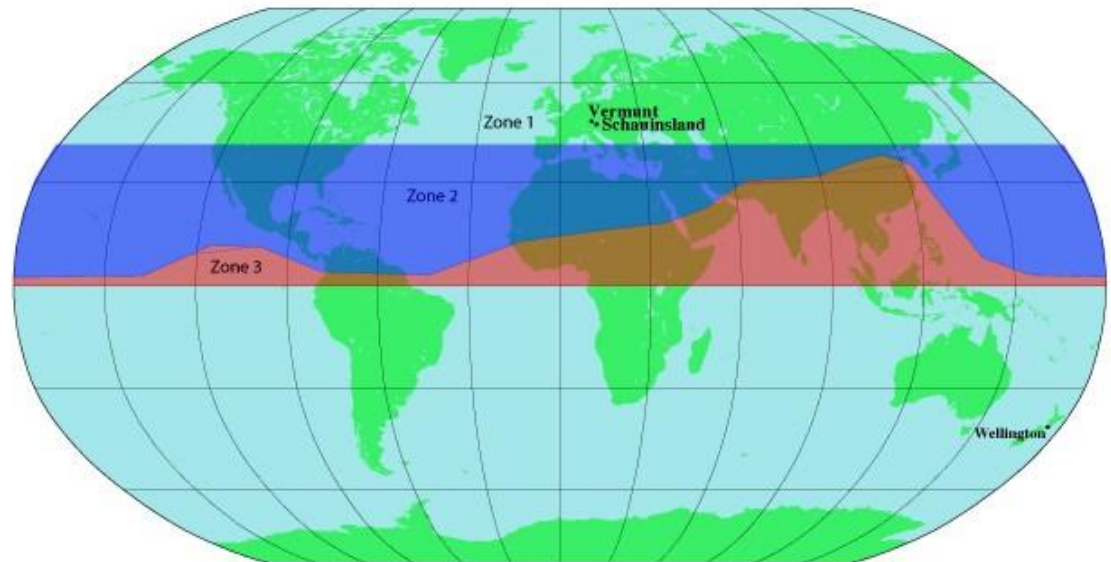 Vermunt
Zone 1
Schauinsland
Zone 2
Zone 3
Wellington